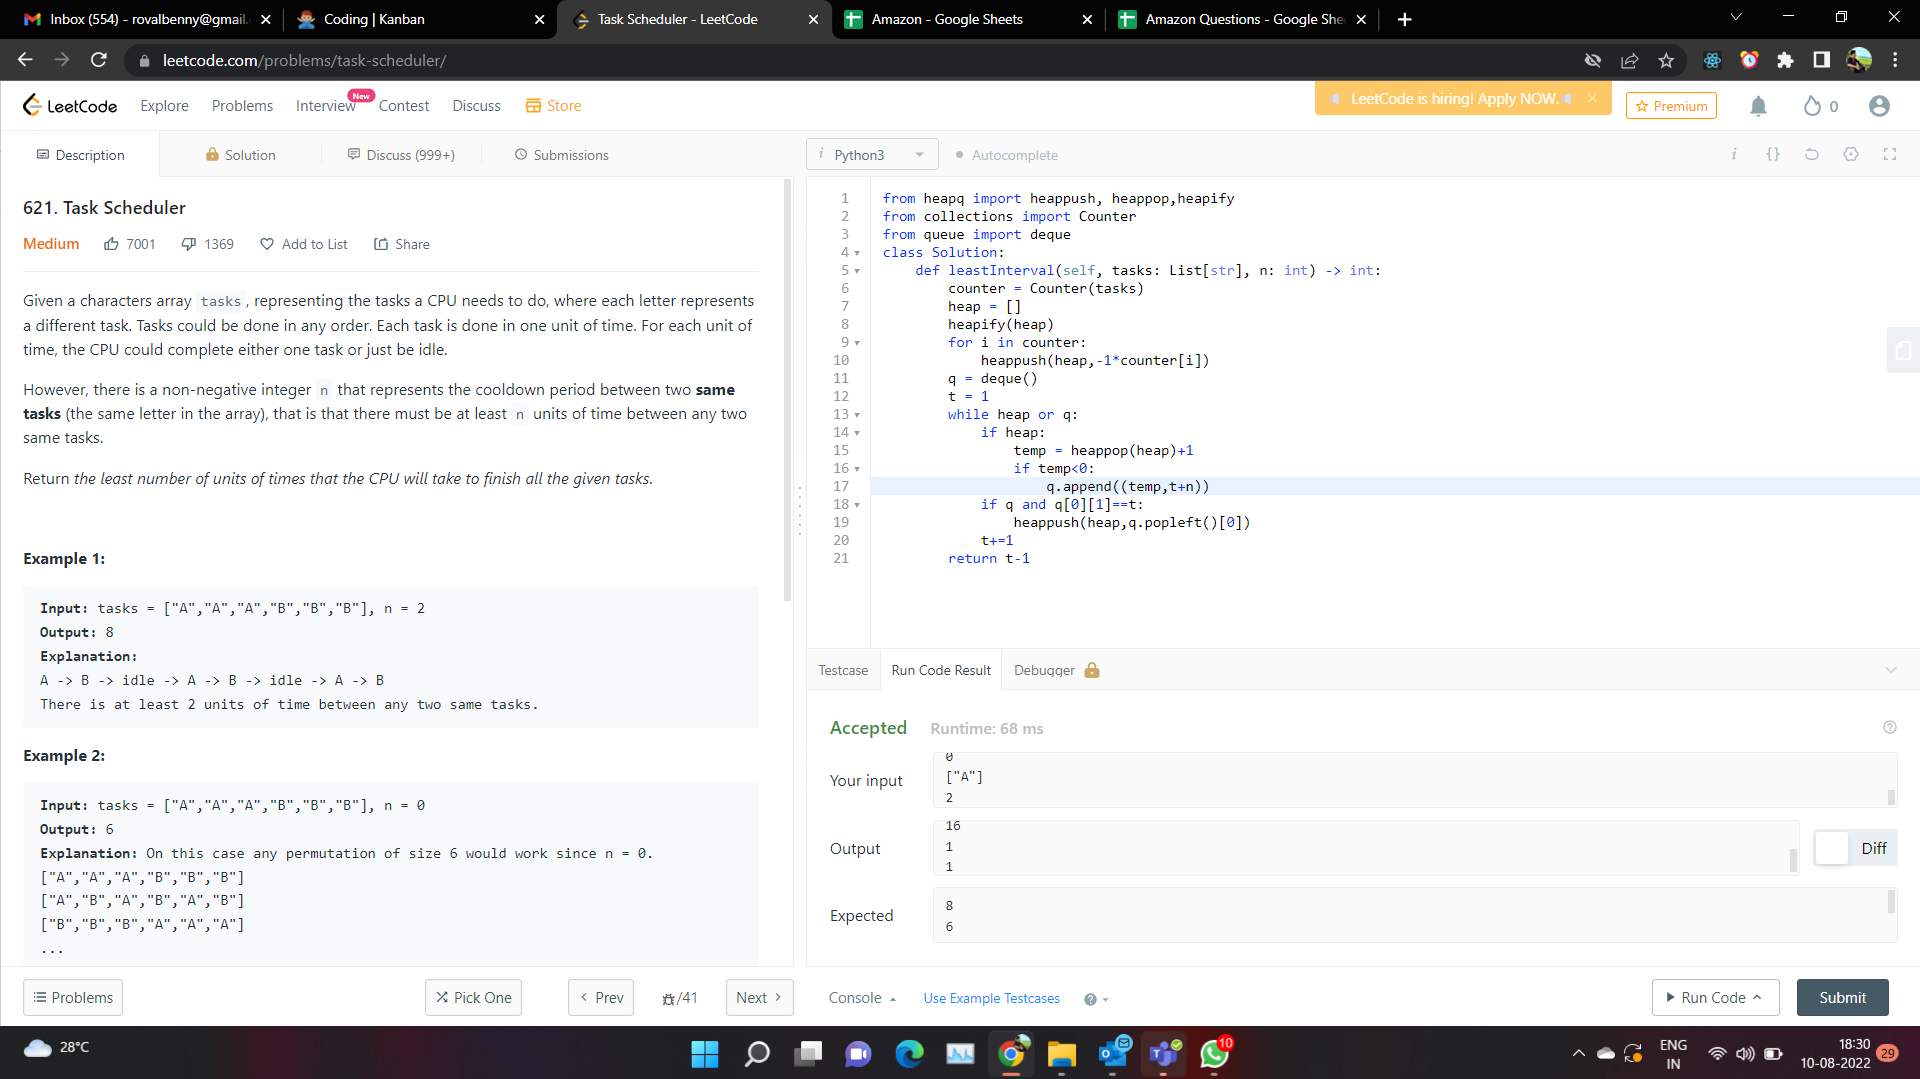 Inbox (554) - rovalbenny@gmail.
Coding | Kanban
Task Scheduler - LeetCode
Amazon - Google Sheets
Amazon Questions - Google She
leetcode.com/problems/task-scheduler/
LeetCode
Explore
Problems
Interview
New
Contest
Discuss
Store
LeetCode is hiring! Apply NOW.
Premium
0
Description
Solution
Discuss (999+)
Submissions
i Python3
Autocomplete
i {}
621. Task Scheduler
Medium
7001
1369
Add to List
Share
Given a characters array tasks, representing the tasks a CPU needs to do, where each letter represents
a different task. Tasks could be done in any order. Each task is done in one unit of time. For each unit of
time, the CPU could complete either one task or just be idle.
However, there is a non-negative integer n that represents the cooldown period between two same
tasks (the same letter in the array), that is that there must be at least n units of time between any two
same tasks.
Return the least number of units of times that the CPU will take to finish all the given tasks.
Example 1:
Input: tasks = ["A","A","A","B","B","B"], n = 2
Output: 8
Explanation:
A -> B -> idle -> A -> B -> idle -> A -> B
There is at least 2 units of time between any two same tasks.
Example 2:
Input: tasks = ["A","A","A","B","B","B"], n = 0
Output: 6
Explanation: On this case any permutation of size 6 would work since n = 0.
["A","A","A","B","B","B"]
["A","B","A","B","A","B"]
["B","B","B","A","A","A"]
...
1 from heapq import heappush, heappop,heapify
2 from collections import Counter
3 from queue import deque
4 class Solution:
5     def leastInterval(self, tasks: List[str], n: int) -> int:
6         counter = Counter(tasks)
7         heap = []
8         heapify(heap)
9         for i in counter:
10             heappush(heap,-1*counter[i])
11         q = deque()
12         t = 1
13         while heap or q:
14             if heap:
15                 temp = heappop(heap)+1
16                 if temp<0:
17                     q.append((temp,t+n))
18             if q and q[0][1]==t:
19                 heappush(heap,q.popleft()[0])
20             t+=1
21         return t-1
Testcase
Run Code Result
Debugger
Accepted
Runtime: 68 ms
Your input
0
["A"]
2
Output
16
1
1
Diff
Expected
8
6
Problems
Pick One
Prev
/41
Next
Console
Use Example Testcases
Run Code
Submit
28°C
10
ENG
IN
18:30
10-08-2022
29